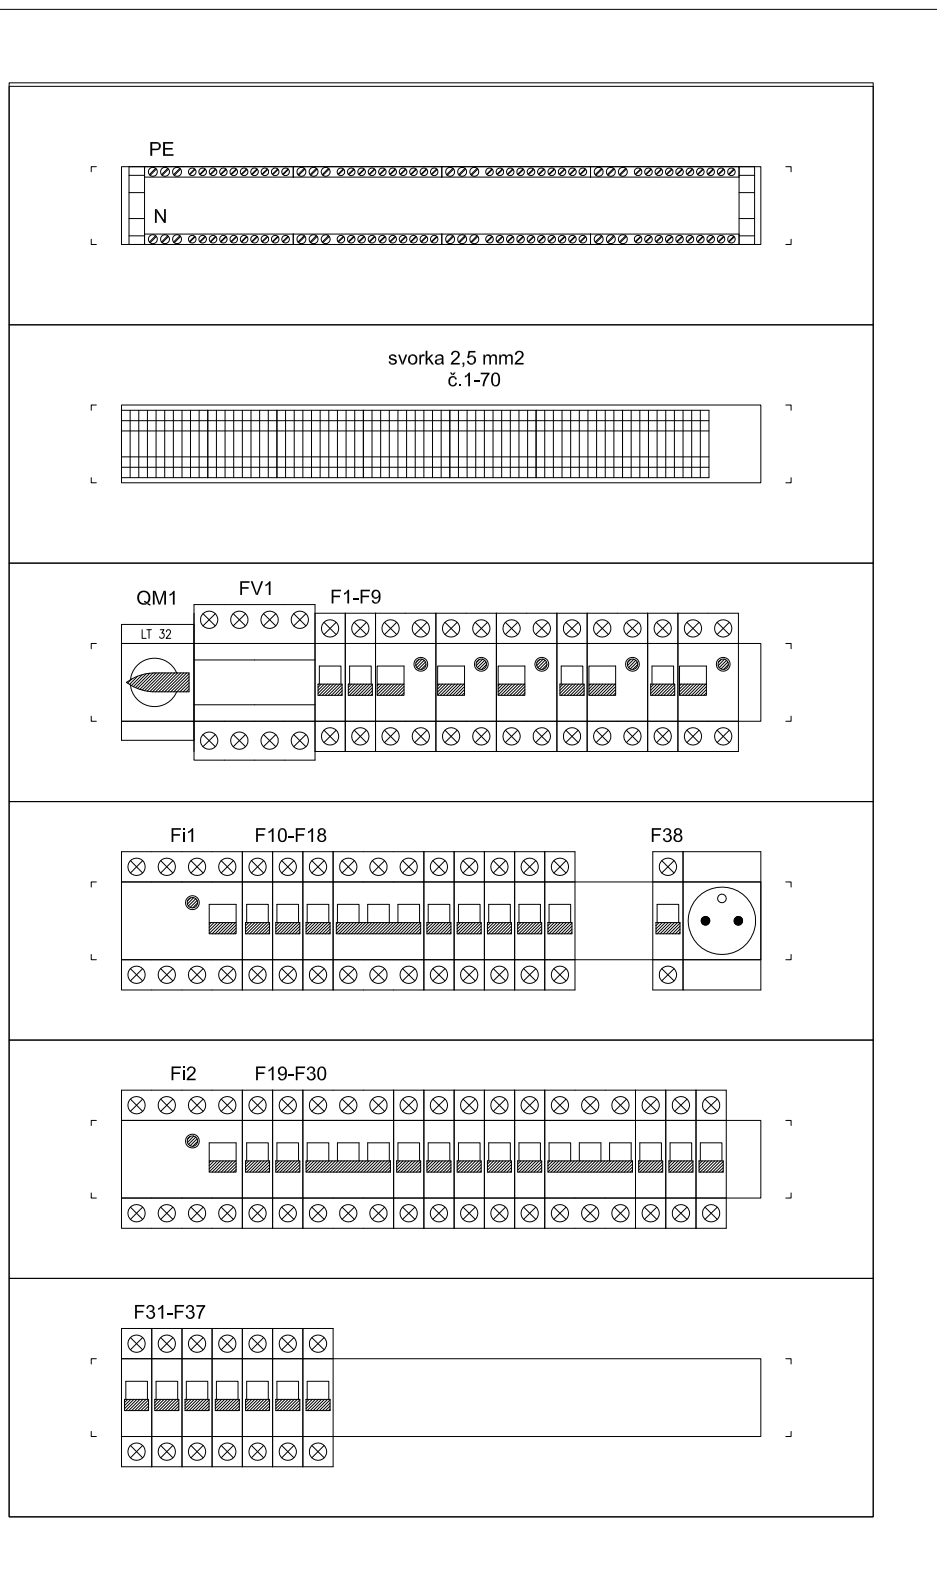 PE
N
svorka 2,5 mm2
č.1-70
QM1
FV1
F1-F9
LT 32
Fi1
F10-F18
F38
Fi2
F19-F30
F31-F37